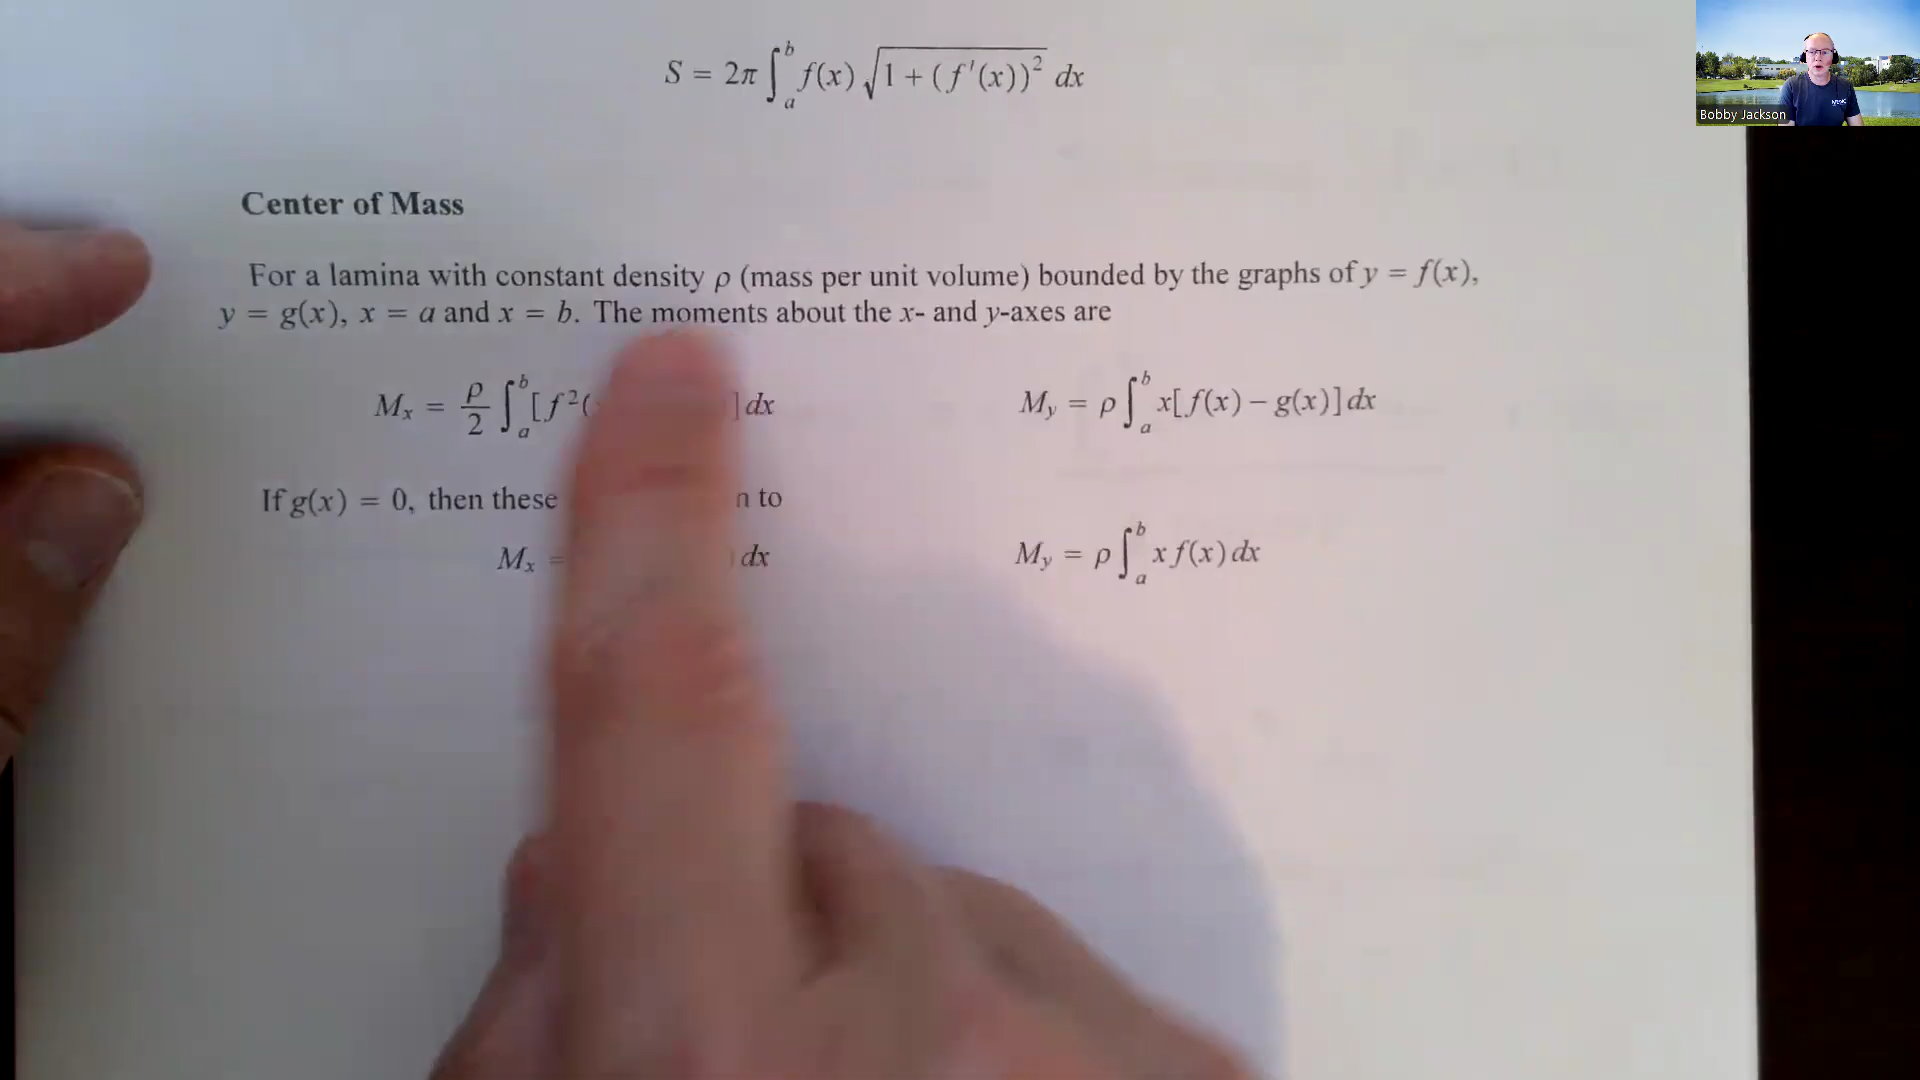 S = 2π ∫_a^b f(x) √(1 + (f'(x))²) dx
Bobby Jackson
Center of Mass
For a lamina with constant density ρ (mass per unit volume) bounded by the graphs of y = f(x),
y = g(x), x = a and x = b. The moments about the x- and y-axes are
M_x = ρ/2 ∫_a^b [f²( ] dx M_y = ρ ∫_a^b x[f(x) − g(x)] dx
If g(x) = 0, then these n to
M_x = dx M_y = ρ ∫_a^b x f(x) dx